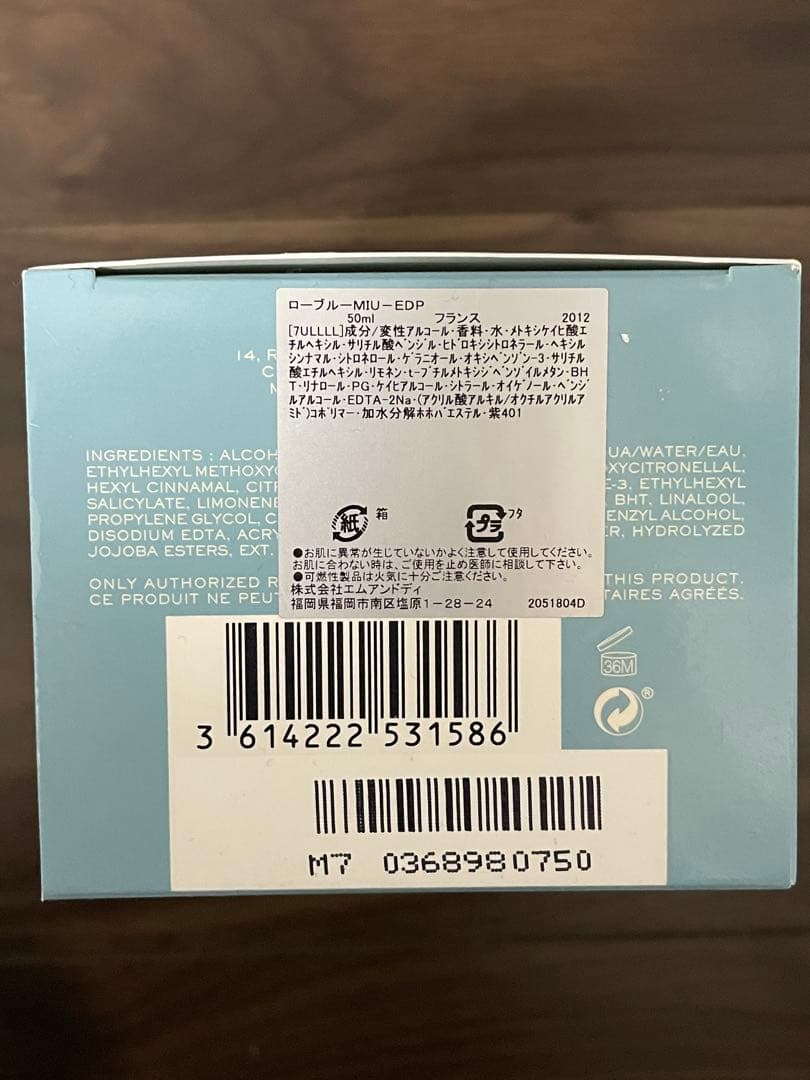 ローブルーMIU－EDP
50ml フランス 2012
[7ULLLL]成分/変性アルコール・香料・水・メトキシケイヒ酸エ
チルヘキシル・サリチル酸ベンジル・ヒドロキシシトロネラール・ヘキシル
シンナマル・シトロネロール・ゲラニオール・オキシベンゾン-3・サリチル
酸エチルヘキシル・リモネン・t-ブチルメトキシジベンゾイルメタン・BH
T・リナロール・PG・ケイヒアルコール・シトラール・オイゲノール・ベンジ
ルアルコール・EDTA-2Na・(アクリル酸アルキル/オクチルアクリルア
ミド)コポリマー・加水分解ホホバエステル・紫401
紙 箱
プラ フタ
●お肌に異常が生じていないかよく注意して使用してください。
お肌に合わない時は、ご使用を止め医師に相談して下さい。
●可燃性製品は火気に十分ご注意ください。
株式会社エムアンドディ
福岡県福岡市南区塩原1－28－24 2051804D
14,
INGREDIENTS : ALCOH UA/WATER/EAU,
ETHYLHEXYL METHOXYC OXYCITRONELLAL,
HEXYL CINNAMAL, CITR E-3, ETHYLHEXYL
SALICYLATE, LIMONENE BHT, LINALOOL,
PROPYLENE GLYCOL, C ENZYL ALCOHOL,
DISODIUM EDTA, ACRY ER, HYDROLYZED
JOJOBA ESTERS, EXT.
ONLY AUTHORIZED R THIS PRODUCT.
CE PRODUIT NE PEUT TAIRES AGRÉÉS.
36M
®
3 614222 531586
M7 0368980750